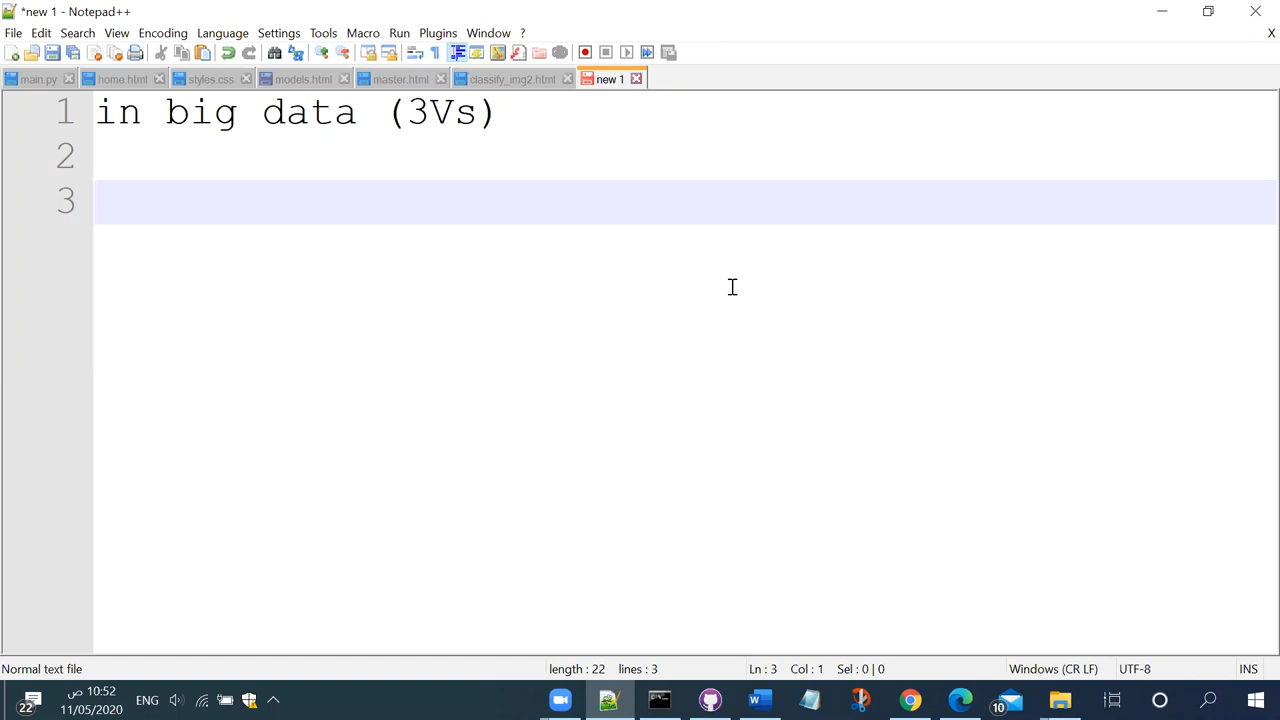 *new 1 - Notepad++
File Edit Search View Encoding Language Settings Tools Macro Run Plugins Window ? X
main.py home.html styles.css models.html master.html classify_img2.html new 1
1 in big data (3Vs)
2
3
Normal text file length : 22 lines : 3 Ln : 3 Col : 1 Sel : 0 | 0 Windows (CR LF) UTF-8 INS
22 10:52 ص ENG 10
11/05/2020